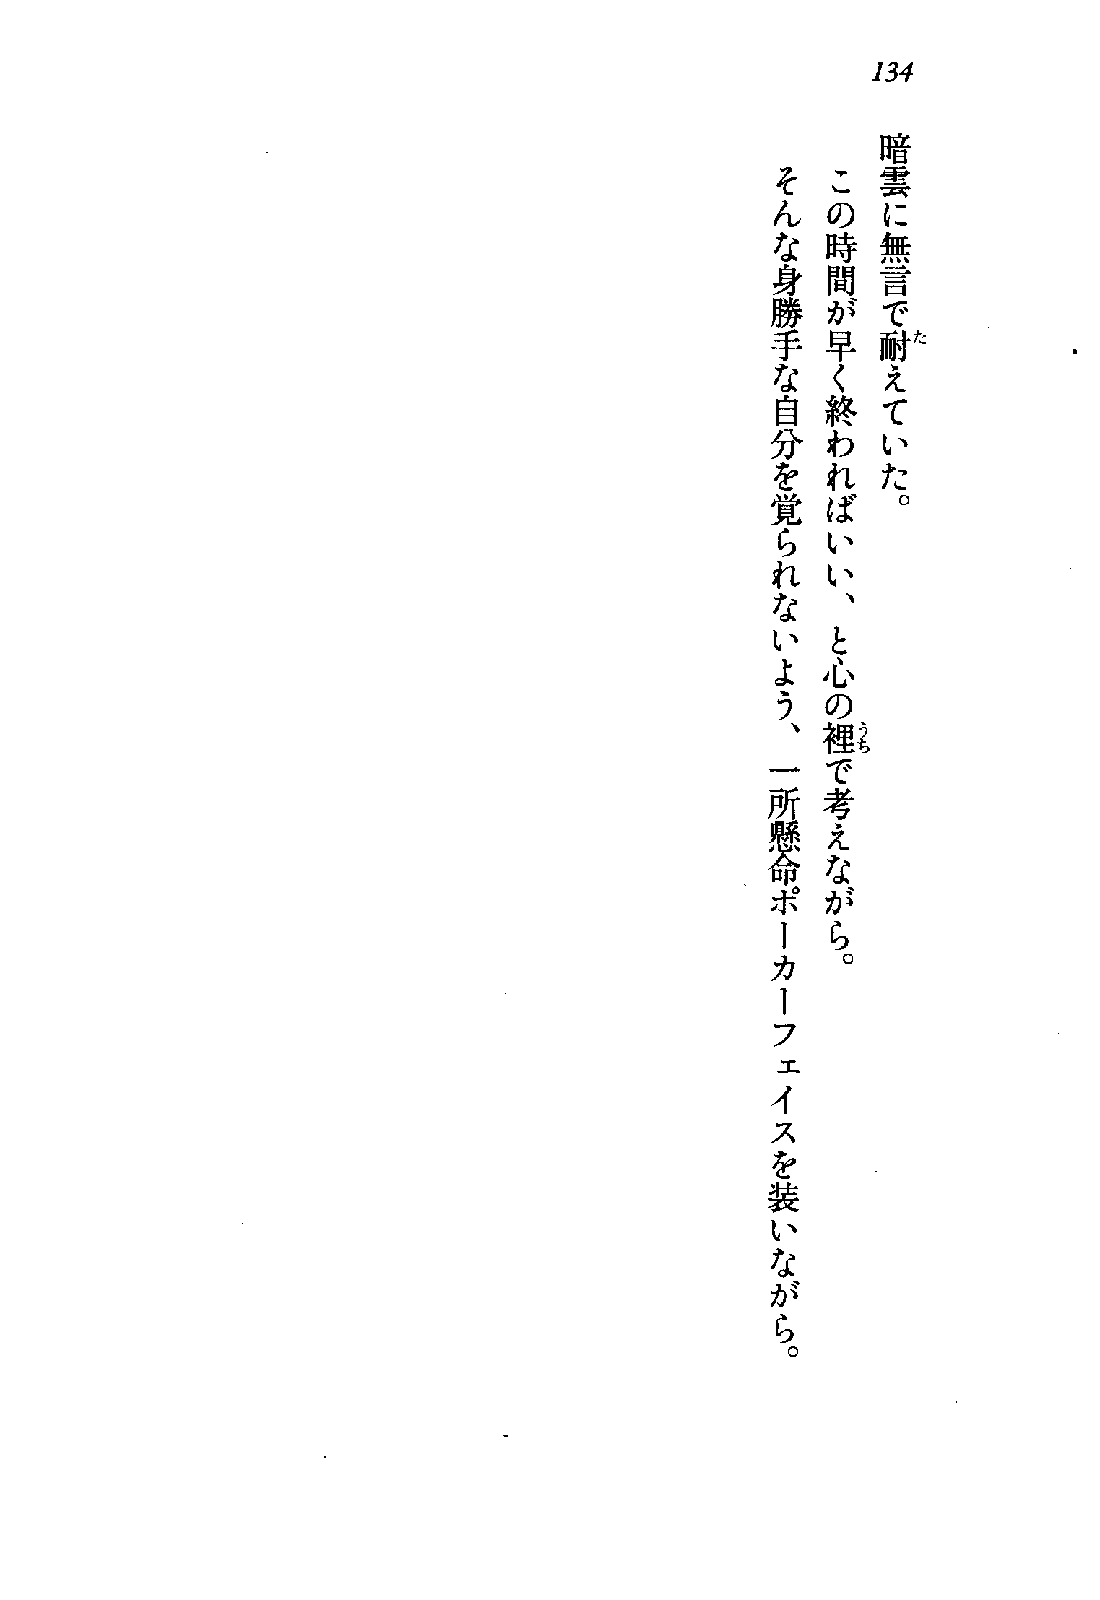 134
暗雲に無言で耐えていた。
この時間が早く終わればいい、と心の裡で考えながら。
そんな身勝手な自分を覚られないよう、一所懸命ポーカーフェイスを装いながら。